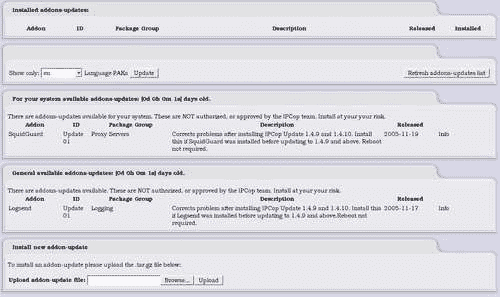 Installed addons-updates:
Addon ID Package Group Description Released Installed
Show only: en Language PAKs Update Refresh addons-updates list
For your system available addons-updates: [0d 0h 0m 1s] days old.
There are addons-updates available for your system. These are NOT authorized, or approved by the IPCop team. Install at your your risk.
Addon ID Package Group Description Released
SquidGuard Update 01 Proxy Servers Corrects problems after installing IPCop Update 1.4.9 and 1.4.10. Install this if SquidGuard was installed before updating to 1.4.9 and above. Reboot not required. 2005-11-19 Info
General available addons-updates: [0d 0h 0m 1s] days old.
There are addons-updates available. These are NOT authorized, or approved by the IPCop team. Install at your your risk.
Addon ID Package Group Description Released
Logsend Update 01 Logging Corrects problem after installing IPCop Update 1.4.9 and 1.4.10. Install this if Logsend was installed before updating to 1.4.9 and above.Reboot not required. 2005-11-17 Info
Install new addon-update
To install an addon-update please upload the .tar.gz file below:
Upload addon-update file: Browse... Upload